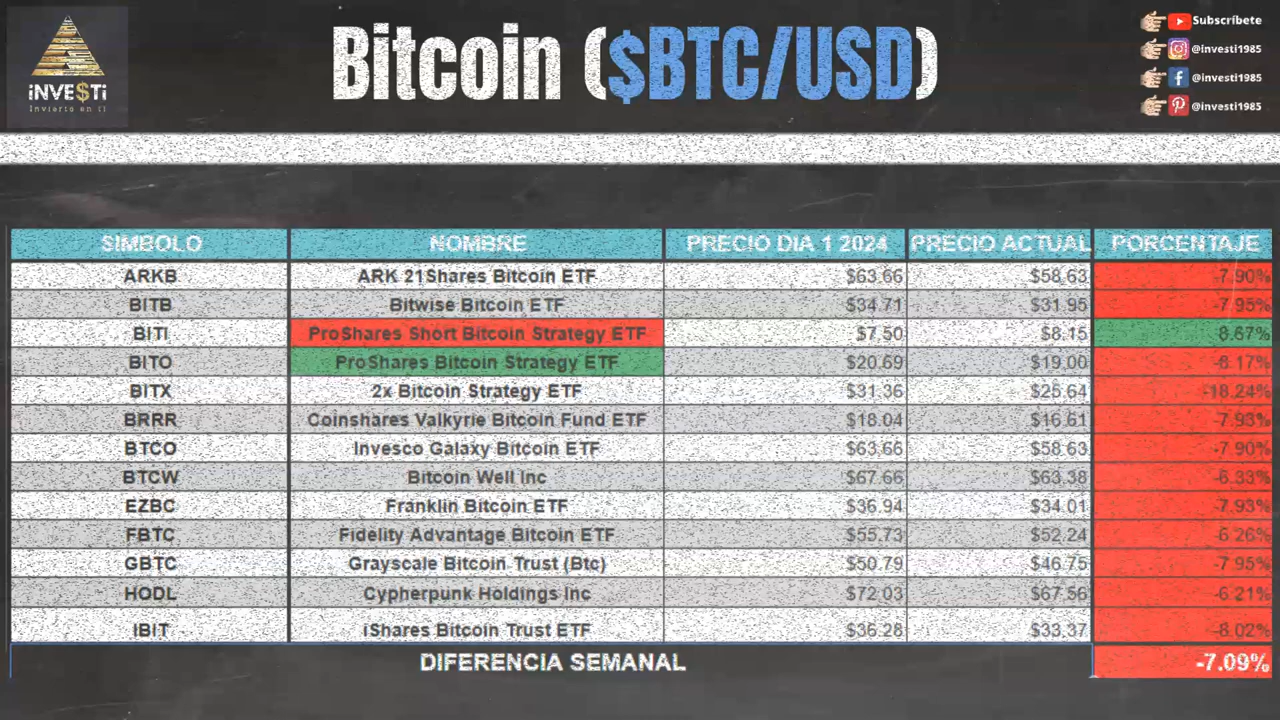 iNVE$Ti
Invierto en ti
Bitcoin ($BTC/USD)
Subscríbete
@investi1985
@investi1985
@investi1985
SIMBOLO NOMBRE PRECIO DIA 1 2024 PRECIO ACTUAL PORCENTAJE
ARKB ARK 21Shares Bitcoin ETF $63.66 $58.63 -7.90%
BITB Bitwise Bitcoin ETF $34.71 $31.95 -7.95%
BITI ProShares Short Bitcoin Strategy ETF $7.50 $8.15 8.67%
BITO ProShares Bitcoin Strategy ETF $20.69 $19.00 -8.17%
BITX 2x Bitcoin Strategy ETF $31.36 $25.64 -18.24%
BRRR Coinshares Valkyrie Bitcoin Fund ETF $18.04 $16.61 -7.93%
BTCO Invesco Galaxy Bitcoin ETF $63.66 $58.63 -7.90%
BTCW Bitcoin Well Inc $67.66 $63.38 -6.33%
EZBC Franklin Bitcoin ETF $36.94 $34.01 -7.93%
FBTC Fidelity Advantage Bitcoin ETF $55.73 $52.24 -6.26%
GBTC Grayscale Bitcoin Trust (Btc) $50.79 $46.75 -7.95%
HODL Cypherpunk Holdings Inc $72.03 $67.56 -6.21%
IBIT iShares Bitcoin Trust ETF $36.28 $33.37 -8.02%
DIFERENCIA SEMANAL -7.09%